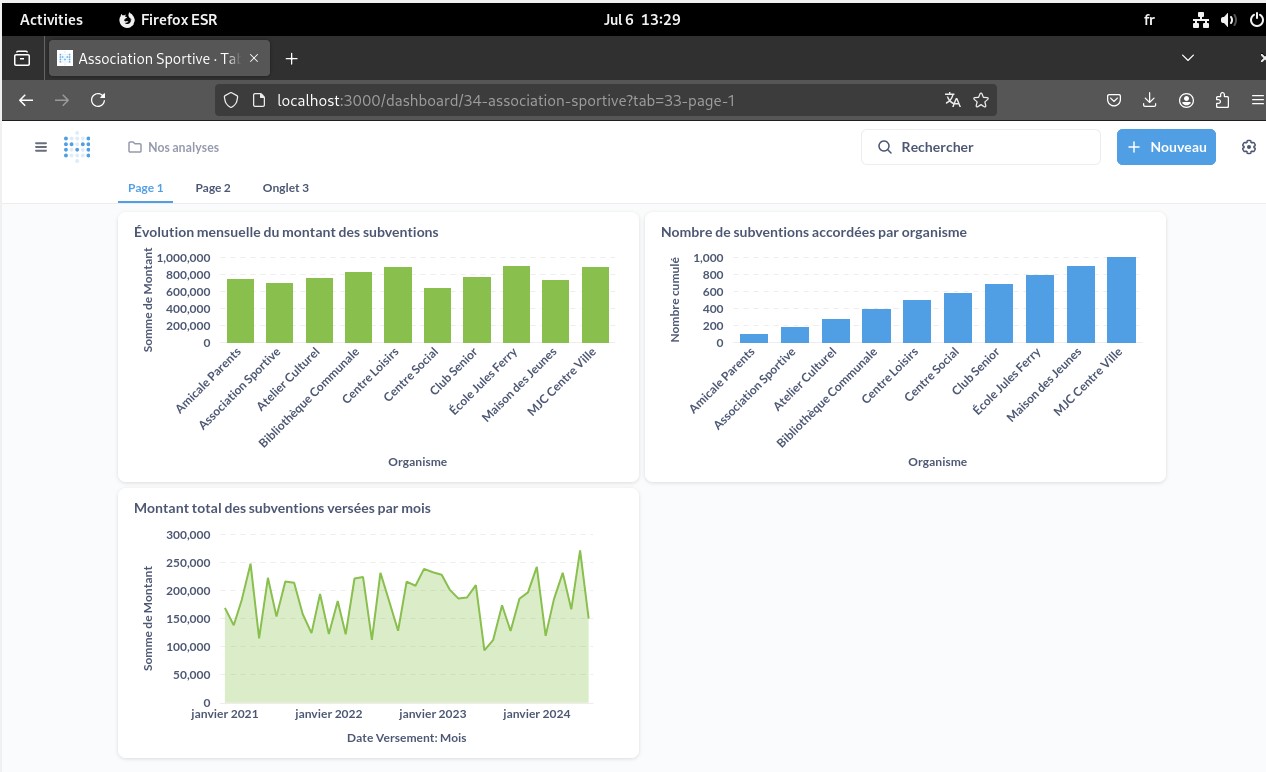 Activities Firefox ESR Jul 6 13:29 fr
Association Sportive · Tab
localhost:3000/dashboard/34-association-sportive?tab=33-page-1
Nos analyses Rechercher + Nouveau
Page 1 Page 2 Onglet 3
Évolution mensuelle du montant des subventions
Somme de Montant
1,000,000
800,000
600,000
400,000
200,000
0
Amicale Parents
Association Sportive
Atelier Culturel
Bibliothèque Communale
Centre Loisirs
Centre Social
Club Senior
École Jules Ferry
Maison des Jeunes
MJC Centre Ville
Organisme
Nombre de subventions accordées par organisme
Nombre cumulé
1,000
800
600
400
200
0
Amicale Parents
Association Sportive
Atelier Culturel
Bibliothèque Communale
Centre Loisirs
Centre Social
Club Senior
École Jules Ferry
Maison des Jeunes
MJC Centre Ville
Organisme
Montant total des subventions versées par mois
Somme de Montant
300,000
250,000
200,000
150,000
100,000
50,000
0
janvier 2021 janvier 2022 janvier 2023 janvier 2024
Date Versement: Mois